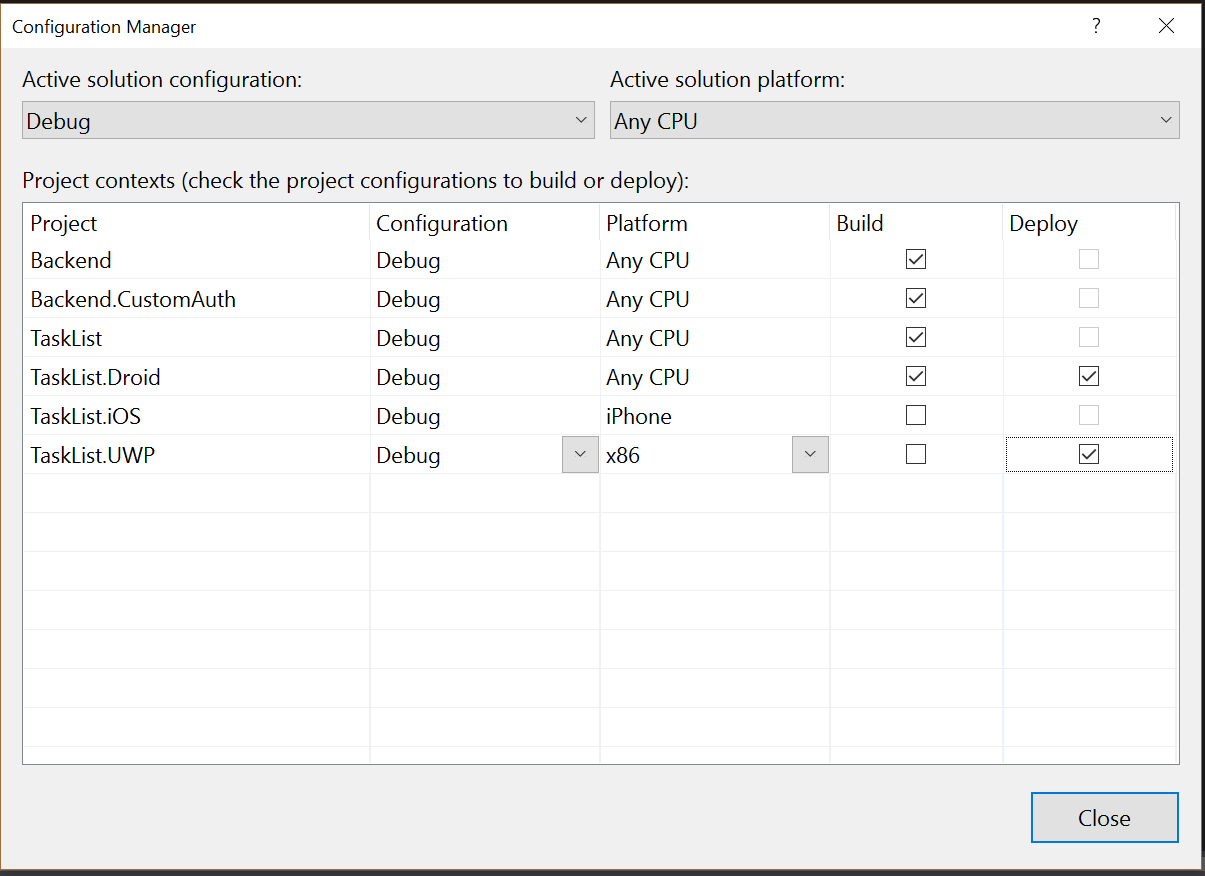 Configuration Manager ?
Active solution configuration: Active solution platform:
Debug Any CPU
Project contexts (check the project configurations to build or deploy):
Project Configuration Platform Build Deploy
Backend Debug Any CPU
Backend.CustomAuth Debug Any CPU
TaskList Debug Any CPU
TaskList.Droid Debug Any CPU
TaskList.iOS Debug iPhone
TaskList.UWP Debug x86
Close